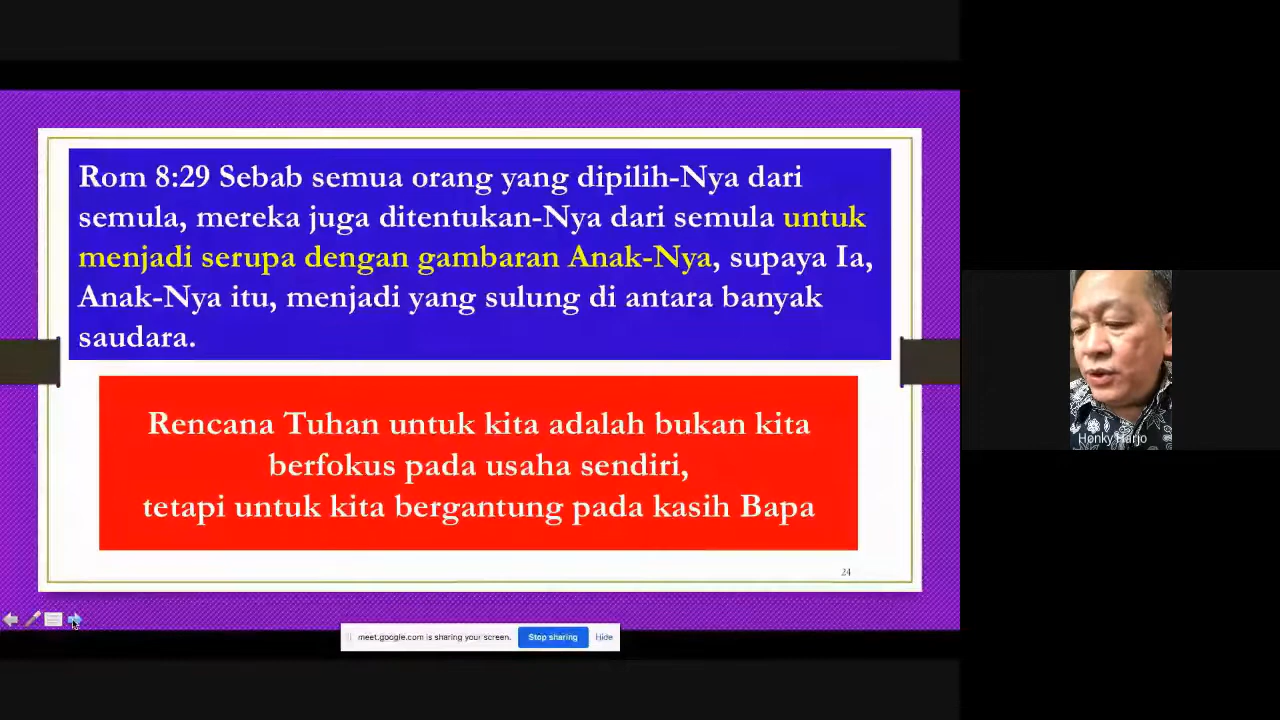 Rom 8:29 Sebab semua orang yang dipilih-Nya dari
semula, mereka juga ditentukan-Nya dari semula untuk
menjadi serupa dengan gambaran Anak-Nya, supaya Ia,
Anak-Nya itu, menjadi yang sulung di antara banyak
saudara.
Rencana Tuhan untuk kita adalah bukan kita
berfokus pada usaha sendiri,
tetapi untuk kita bergantung pada kasih Bapa
24
meet.google.com is sharing your screen. Stop sharing Hide
Henky Harjo